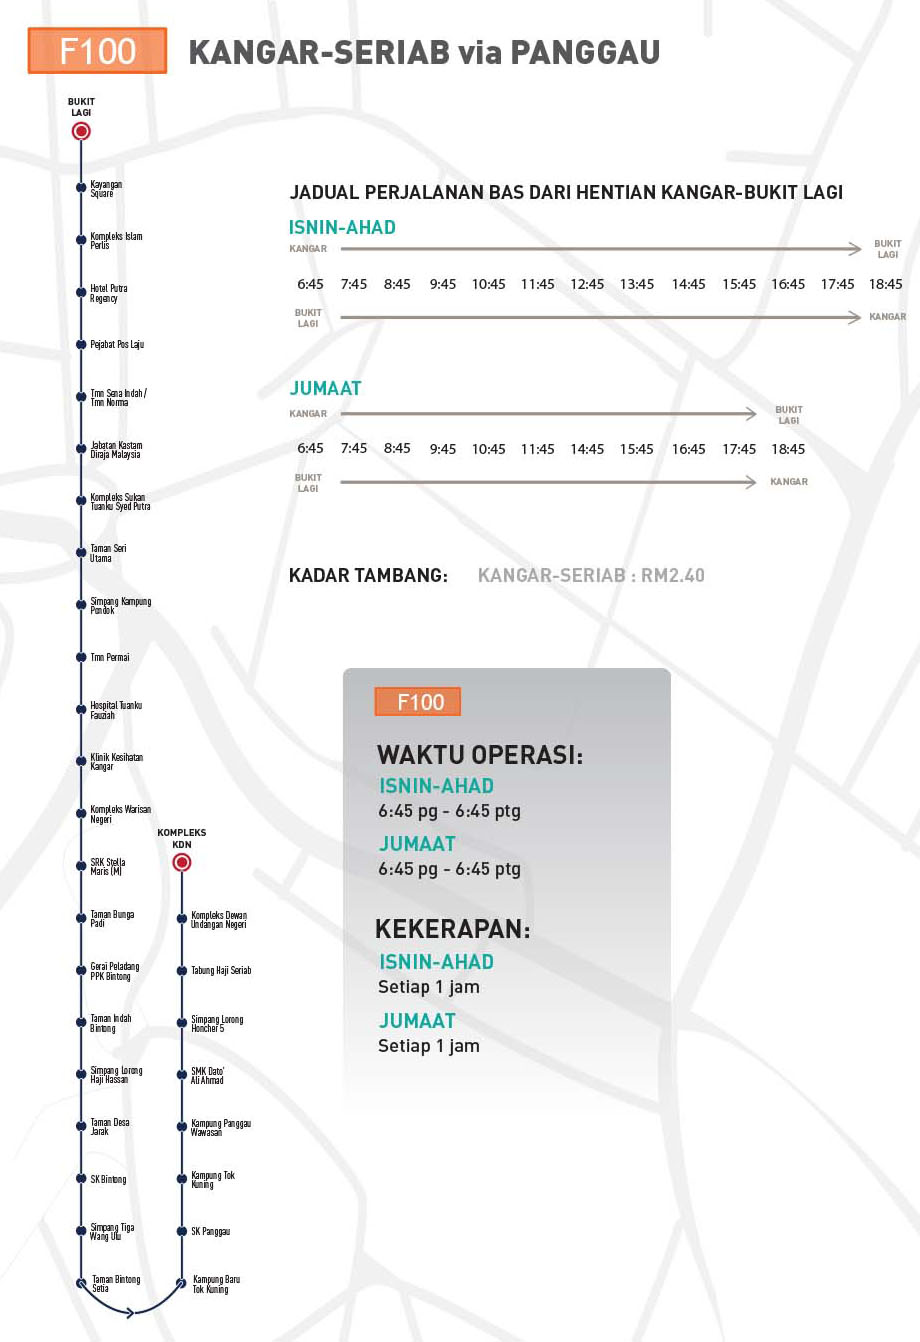 F100
KANGAR-SERIAB via PANGGAU
BUKIT
LAGI
Kayangan
Square
Kompleks Islam
Perlis
Hotel Putra
Regency
Pejabat Pos Laju
Tmn Sena Indah /
Tmn Norma
Jabatan Kastam
Diraja Malaysia
Kompleks Sukan
Tuanku Syed Putra
Taman Seri
Utama
Simpang Kampung
Pondok
Tmn Permai
Hospital Tuanku
Fauziah
Klinik Kesihatan
Kangar
Kompleks Warisan
Negeri
SRK Stella
Maris (M)
Taman Bunga
Padi
Gerai Peladang
PPK Bintong
Taman Indah
Bintong
Simpang Lorong
Haji Hassan
Taman Desa
Jarak
SK Bintong
Simpang Tiga
Wang Ulu
Taman Bintong
Setia
KOMPLEKS
KDN
Kompleks Dewan
Undangan Negeri
Tabung Haji Seriab
Simpang Lorong
Honcher 5
SMK Dato'
Ali Ahmad
Kampung Panggau
Wawasan
Kampung Tok
Kuning
SK Panggau
Kampung Baru
Tok Kuning
JADUAL PERJALANAN BAS DARI HENTIAN KANGAR-BUKIT LAGI
ISNIN-AHAD
KANGAR
BUKIT
LAGI
6:45 7:45 8:45 9:45 10:45 11:45 12:45 13:45 14:45 15:45 16:45 17:45 18:45
BUKIT
LAGI
KANGAR
JUMAAT
KANGAR
BUKIT
LAGI
6:45 7:45 8:45 9:45 10:45 11:45 14:45 15:45 16:45 17:45 18:45
BUKIT
LAGI
KANGAR
KADAR TAMBANG: KANGAR-SERIAB : RM2.40
F100
WAKTU OPERASI:
ISNIN-AHAD
6:45 pg - 6:45 ptg
JUMAAT
6:45 pg - 6:45 ptg
KEKERAPAN:
ISNIN-AHAD
Setiap 1 jam
JUMAAT
Setiap 1 jam